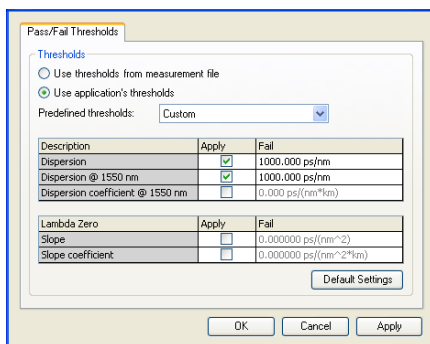 Pass/Fail Thresholds
Thresholds
Use thresholds from measurement file
Use application's thresholds
Predefined thresholds: Custom
Description Apply Fail
Dispersion 1000.000 ps/nm
Dispersion @ 1550 nm 1000.000 ps/nm
Dispersion coefficient @ 1550 nm 0.000 ps/(nm*km)
Lambda Zero Apply Fail
Slope 0.000000 ps/(nm^2)
Slope coefficient 0.000000 ps/(nm^2*km)
Default Settings
OK Cancel Apply